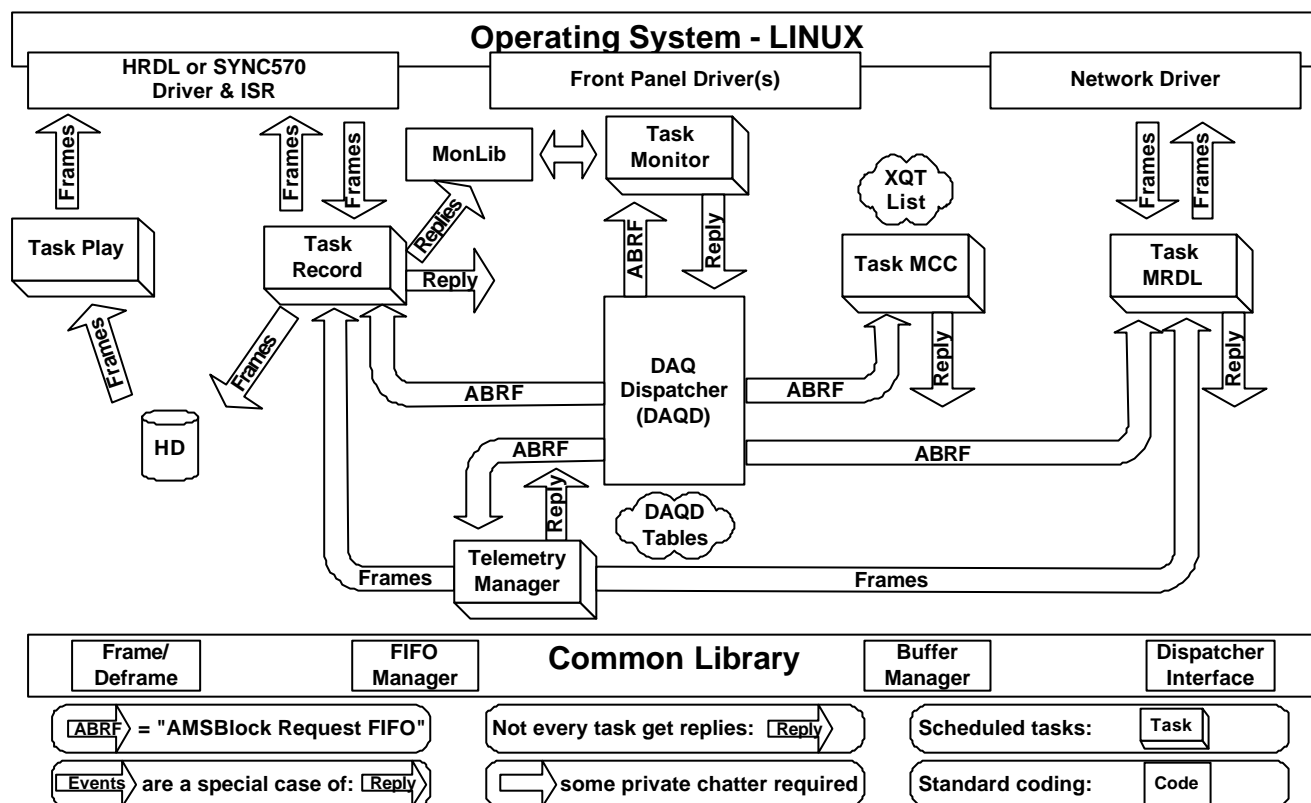 Operating System - LINUX
HRDL or SYNC570
Driver & ISR
Front Panel Driver(s)
Network Driver
Frames
Frames
Frames
MonLib
Task
Monitor
XQT
List
Frames
Frames
Task Play
Task
Record
Replies
Reply
ABRF
Reply
Task MCC
Task
MRDL
Frames
Frames
HD
ABRF
DAQ
Dispatcher
(DAQD)
ABRF
Reply
Reply
ABRF
ABRF
Reply
DAQD
Tables
Frames
Telemetry
Manager
Frames
Frame/
Deframe
FIFO
Manager
Common Library
Buffer
Manager
Dispatcher
Interface
ABRF = "AMSBlock Request FIFO"
Not every task get replies: Reply
Scheduled tasks: Task
Events are a special case of: Reply
some private chatter required
Standard coding: Code